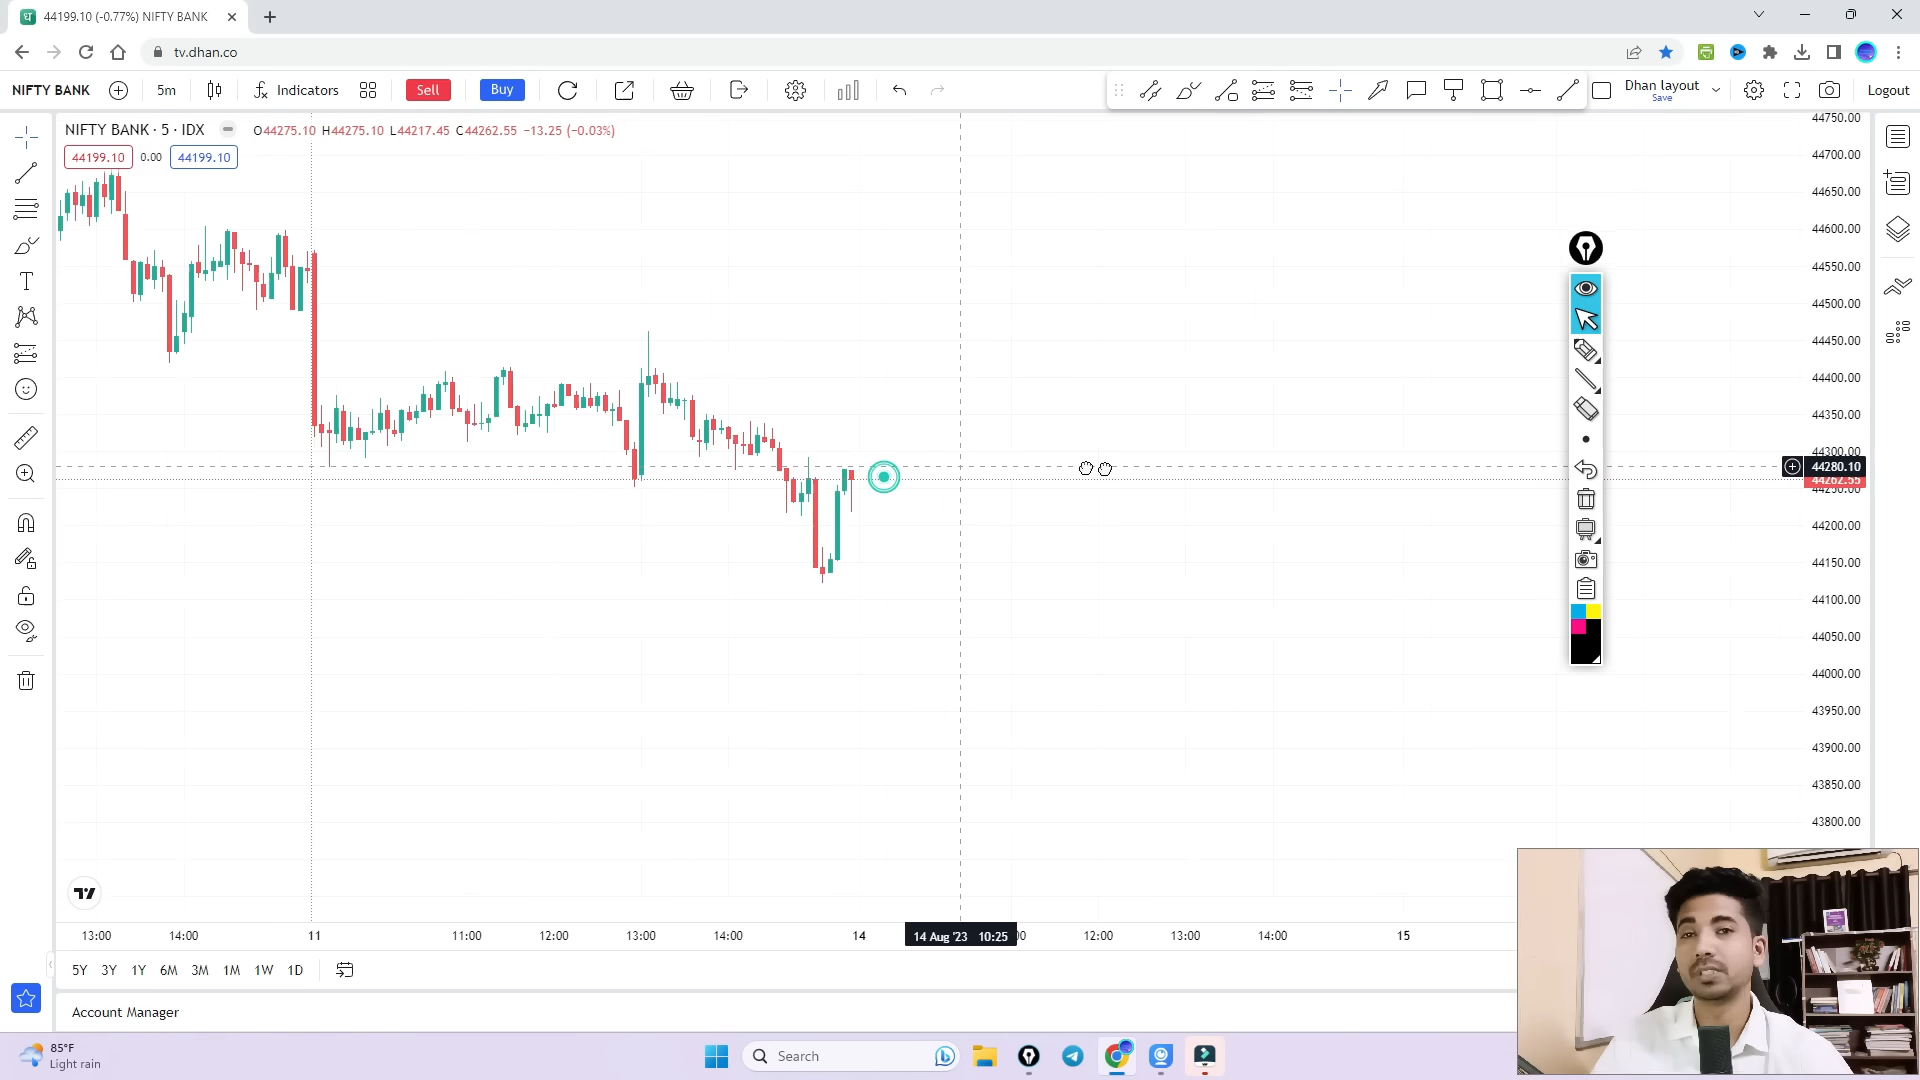 44199.10 (-0.77%) NIFTY BANK
tv.dhan.co
NIFTY BANK
5m
Indicators
Sell
Buy
Dhan layout
Save
Logout
NIFTY BANK · 5 · IDX
O44275.10 H44275.10 L44217.45 C44262.55 −13.25 (−0.03%)
44199.10
0.00
44199.10
44750.00
44700.00
44650.00
44600.00
44550.00
44500.00
44450.00
44400.00
44350.00
44300.00
44280.10
44262.55
44250.00
44200.00
44150.00
44100.00
44050.00
44000.00
43950.00
43900.00
43850.00
43800.00
13:00
14:00
11
11:00
12:00
13:00
14:00
14
14 Aug '23 10:25
12:00
13:00
14:00
15
5Y 3Y 1Y 6M 3M 1M 1W 1D
Account Manager
85°F
Light rain
Search